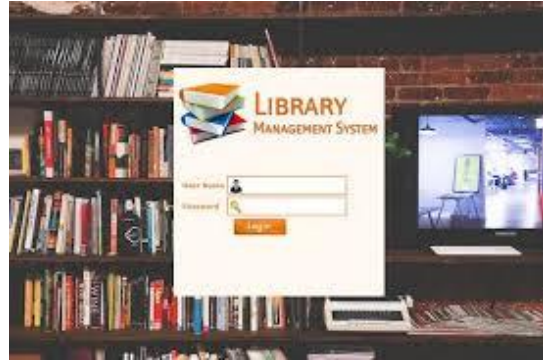 LIBRARY
MANAGEMENT SYSTEM
User Name
Password
Login